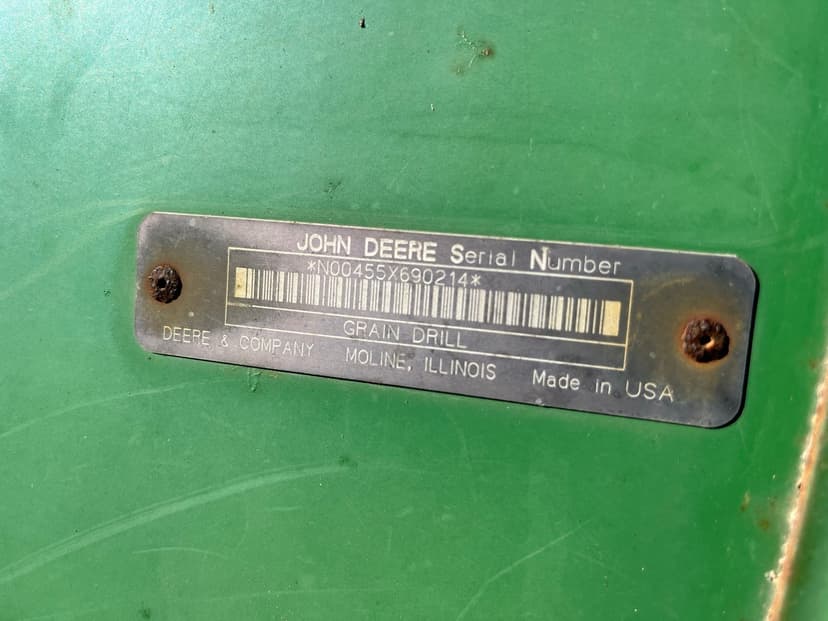 JOHN DEERE Serial Number
*N00455X690214*
GRAIN DRILL
DEERE & COMPANY MOLINE, ILLINOIS Made in USA